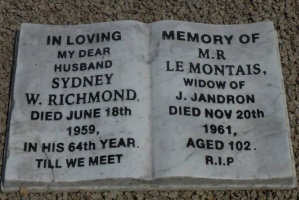 IN LOVING
MY DEAR
HUSBAND
SYDNEY
W. RICHMOND.
DIED JUNE 18th
1959,
IN HIS 64th YEAR.
TILL WE MEET
MEMORY OF
M.R
LE MONTAIS,
WIDOW OF
J. JANDRON
DIED NOV 20th
1961,
AGED 102.
R.I.P